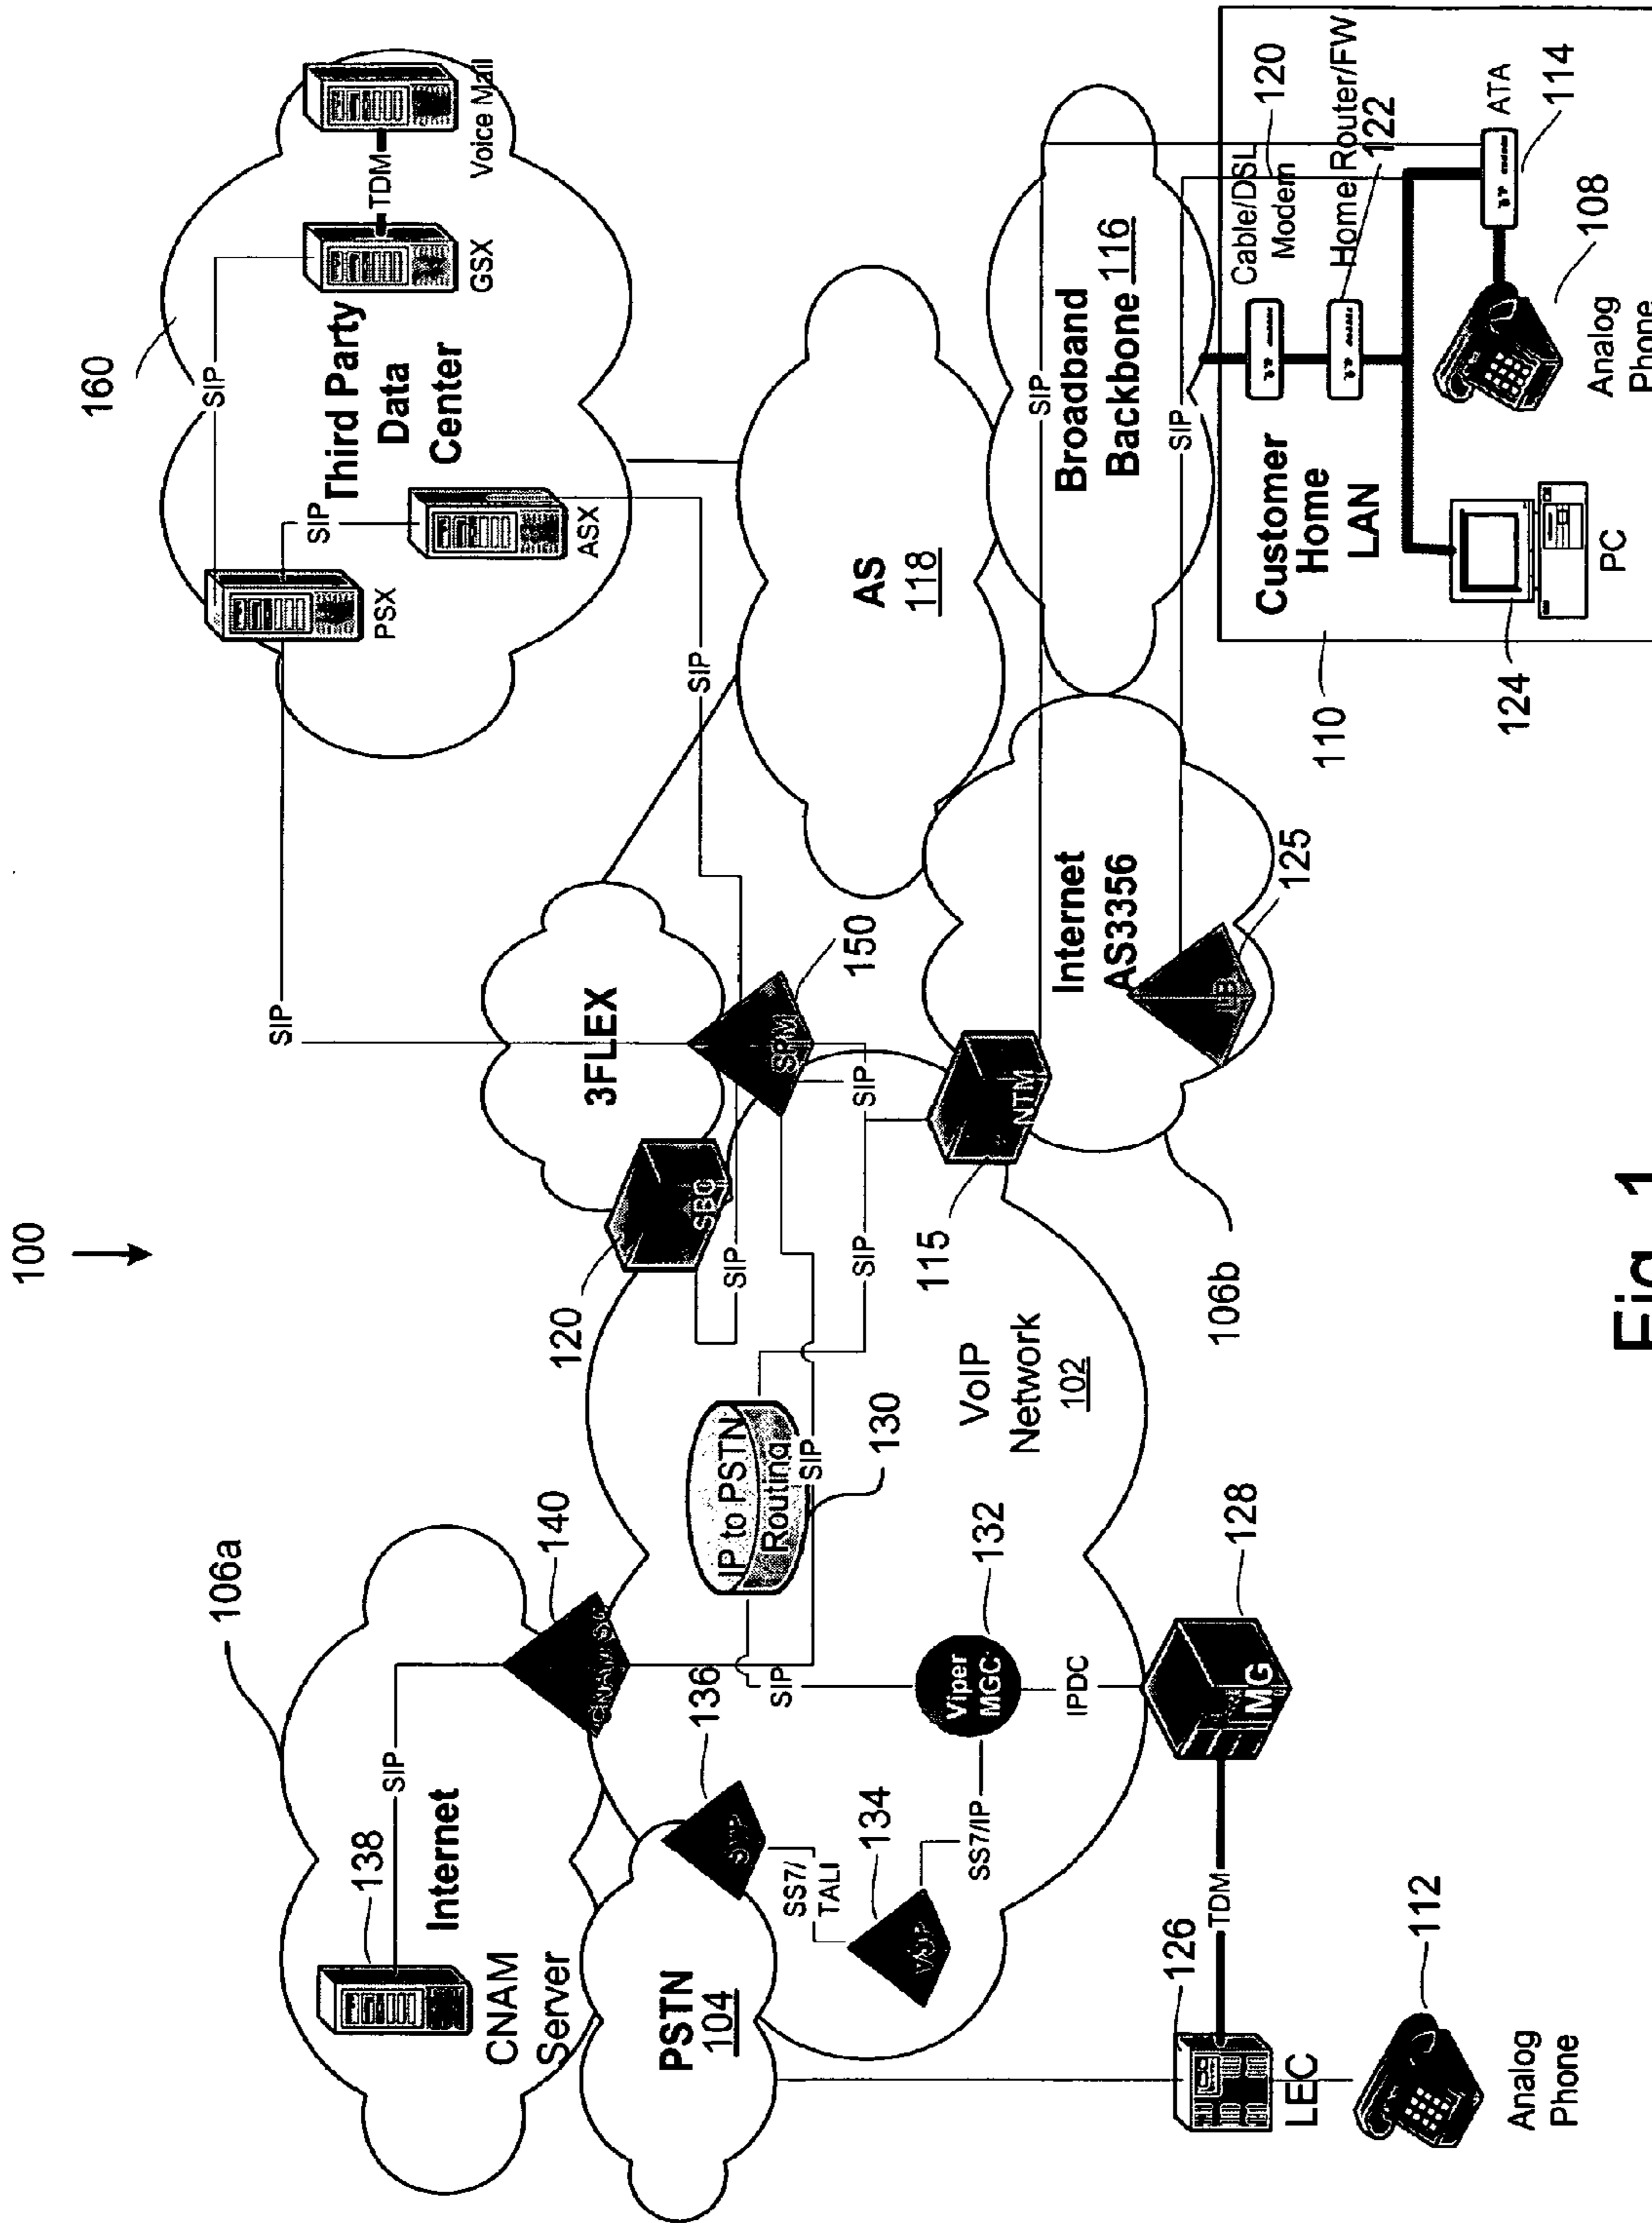 100
106a
138
SIP
Internet
CNAM
Server
140
PSTN
104
136
SS7/
TALI
134
SS7/IP
SIP
Viper
MGC
132
IPDC
IP to PSTN
Routing
SIP
130
VoIP
Network
102
MG
128
TDM
126
LEC
112
Analog
Phone
120
SBC
SIP
3FLEX
SIP
SPM
150
SIP
SIP
NTM
115
106b
Internet
AS3356
125
SIP
AS
118
160
PSX
SIP
SIP
ASX
Third Party
Data
Center
GSX
TDM
Voice Mail
Broadband
Backbone 116
SIP
SIP
Cable/DSL
Modem
120
Home Router/FW
122
Customer
Home
LAN
110
124
PC
ATA
114
108
Analog
Phone
Fig. 1